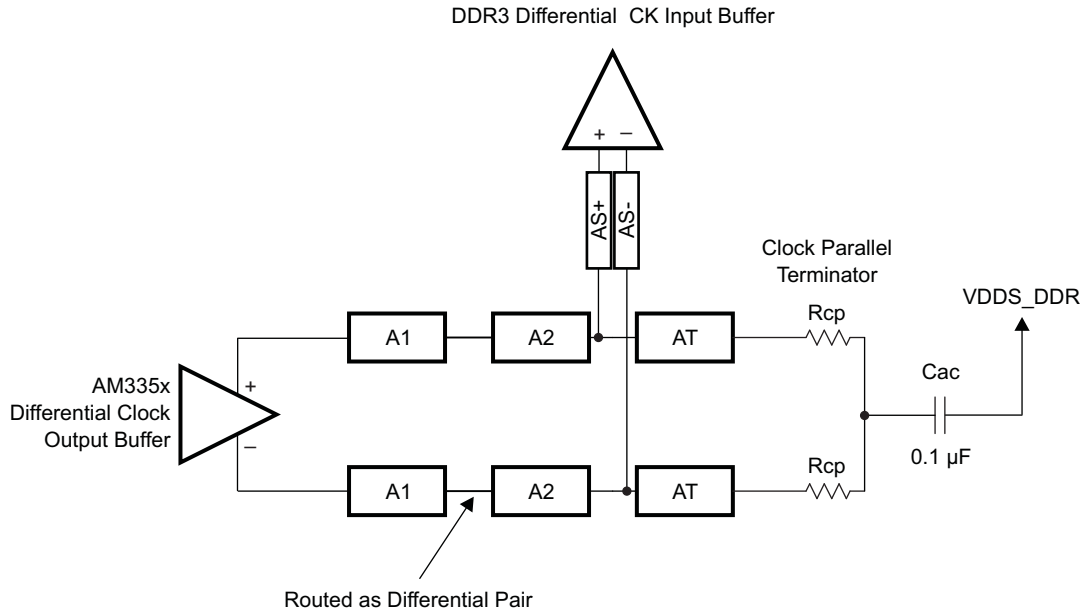 DDR3 Differential CK Input Buffer
+ −
AS+
AS-
Clock Parallel
Terminator
VDDS_DDR
A1
A2
AT
Rcp
Cac
0.1 µF
AM335x
Differential Clock
Output Buffer
+
−
A1
A2
AT
Rcp
Routed as Differential Pair